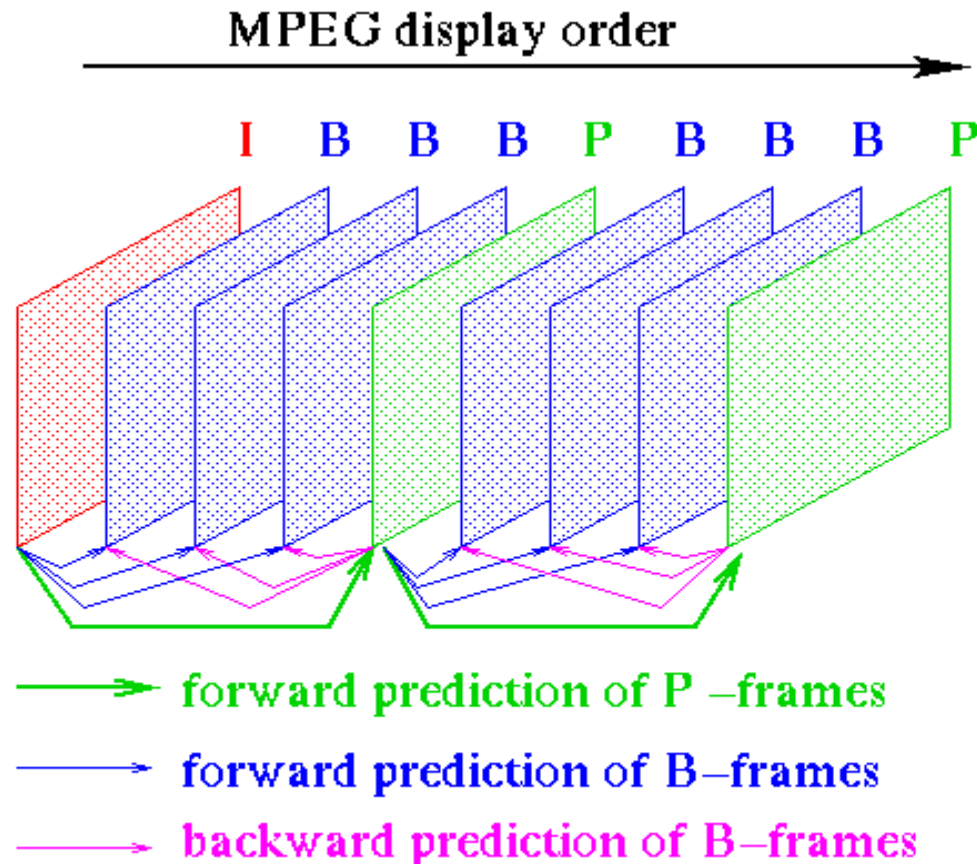 MPEG display order
I B B B P B B B P
forward prediction of P –frames
forward prediction of B–frames
backward prediction of B–frames